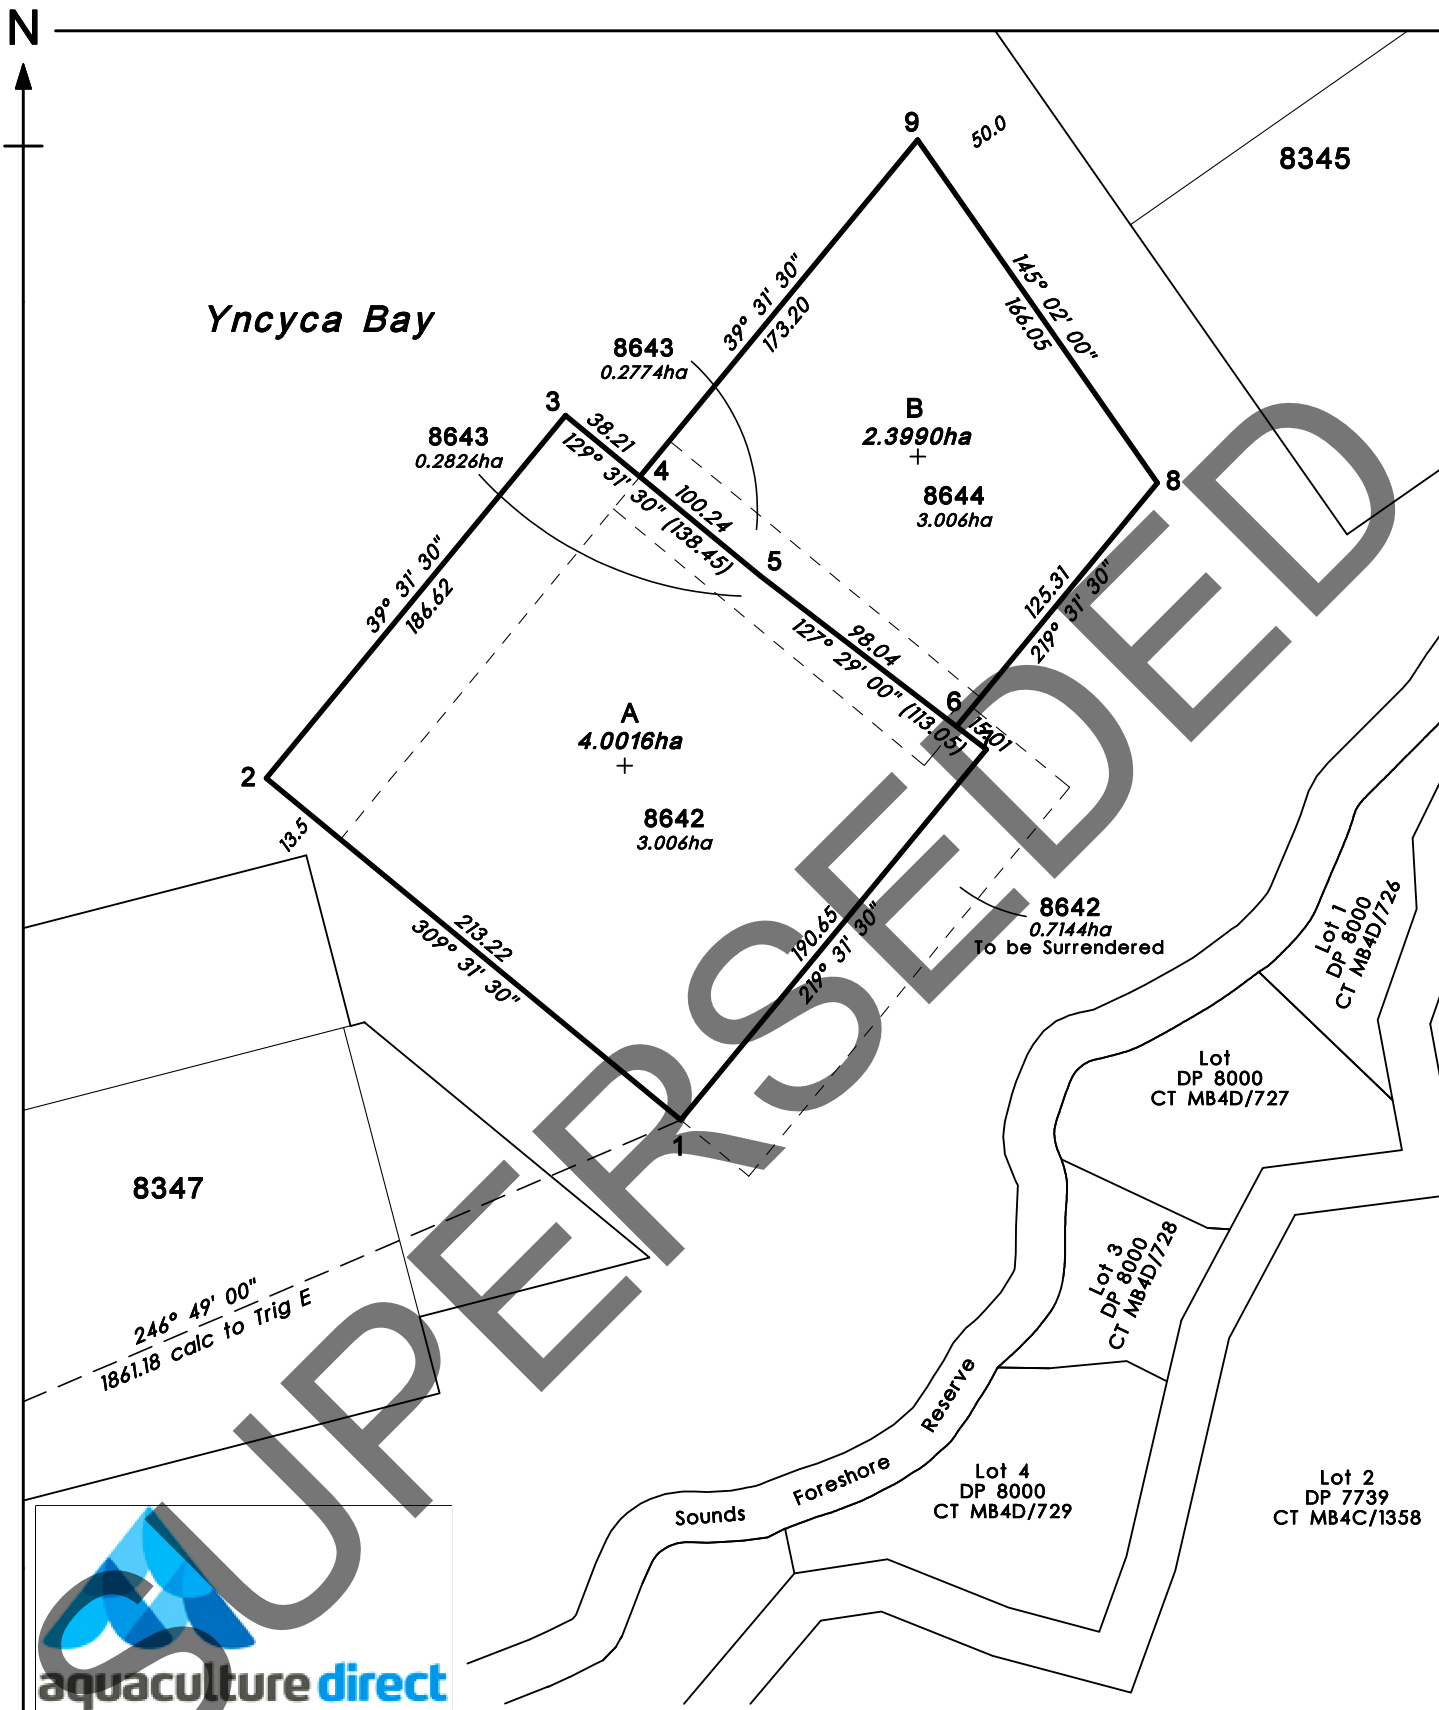 N
9
50.0
8345
Yncyca Bay
39° 31' 30"
173.20
145° 02' 00"
166.05
8643
0.2774ha
3
38.21
129° 31' 30" (138.45)
4
100.24
8643
0.2826ha
B
2.3990ha
8
8644
3.006ha
5
39° 31' 30"
186.62
125.31
219° 31' 30"
98.04
127° 29' 00" (113.05)
6
15.01
7
A
4.0016ha
2
13.5
8642
3.006ha
213.22
309° 31' 30"
190.65
219° 31' 30"
8642
0.7144ha
To be Surrendered
Lot 1
DP 8000
CT MB4D/726
Lot
DP 8000
CT MB4D/727
1
8347
246° 49' 00"
1861.18 calc to Trig E
Lot 3
DP 8000
CT MB4D/728
Sounds Foreshore Reserve
Lot 4
DP 8000
CT MB4D/729
Lot 2
DP 7739
CT MB4C/1358
SUPERSEDED
aquaculture direct